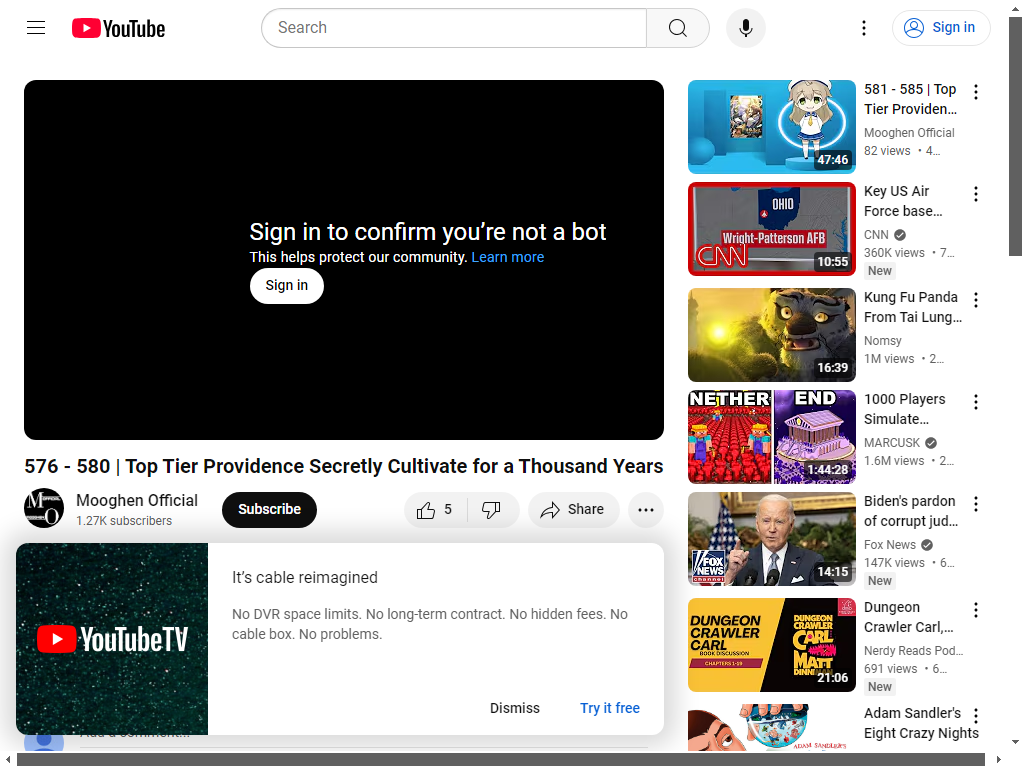 YouTube
Search
Sign in
Sign in to confirm you’re not a bot
This helps protect our community. Learn more
Sign in
576 - 580 | Top Tier Providence Secretly Cultivate for a Thousand Years
Mooghen Official
1.27K subscribers
Subscribe
5
Share
It’s cable reimagined
No DVR space limits. No long-term contract. No hidden fees. No
cable box. No problems.
YouTubeTV
Dismiss
Try it free
Add a comment...
581 - 585 | Top
Tier Providen…
Mooghen Official
82 views • 4…
47:46
OHIO
Wright-Patterson AFB
CNN
10:55
Key US Air
Force base…
CNN
360K views • 7…
New
16:39
Kung Fu Panda
From Tai Lung…
Nomsy
1M views • 2…
NETHER END
1:44:28
1000 Players
Simulate…
MARCUSK
1.6M views • 2…
FOX
NEWS
channel
14:15
Biden's pardon
of corrupt jud…
Fox News
147K views • 6…
New
DUNGEON
CRAWLER
CARL
BOOK DISCUSSION
CHAPTERS 1-19
DUNGEON
CRAWLER
CARL
MATT
21:06
Dungeon
Crawler Carl,…
Nerdy Reads Pod…
691 views • 6…
New
ADAM SANDLER'S
Adam Sandler's
Eight Crazy Nights